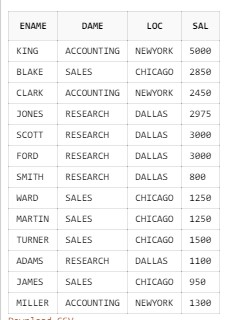 ENAME DAME LOC SAL
KING ACCOUNTING NEWYORK 5000
BLAKE SALES CHICAGO 2850
CLARK ACCOUNTING NEWYORK 2450
JONES RESEARCH DALLAS 2975
SCOTT RESEARCH DALLAS 3000
FORD RESEARCH DALLAS 3000
SMITH RESEARCH DALLAS 800
WARD SALES CHICAGO 1250
MARTIN SALES CHICAGO 1250
TURNER SALES CHICAGO 1500
ADAMS RESEARCH DALLAS 1100
JAMES SALES CHICAGO 950
MILLER ACCOUNTING NEWYORK 1300
Download CSV